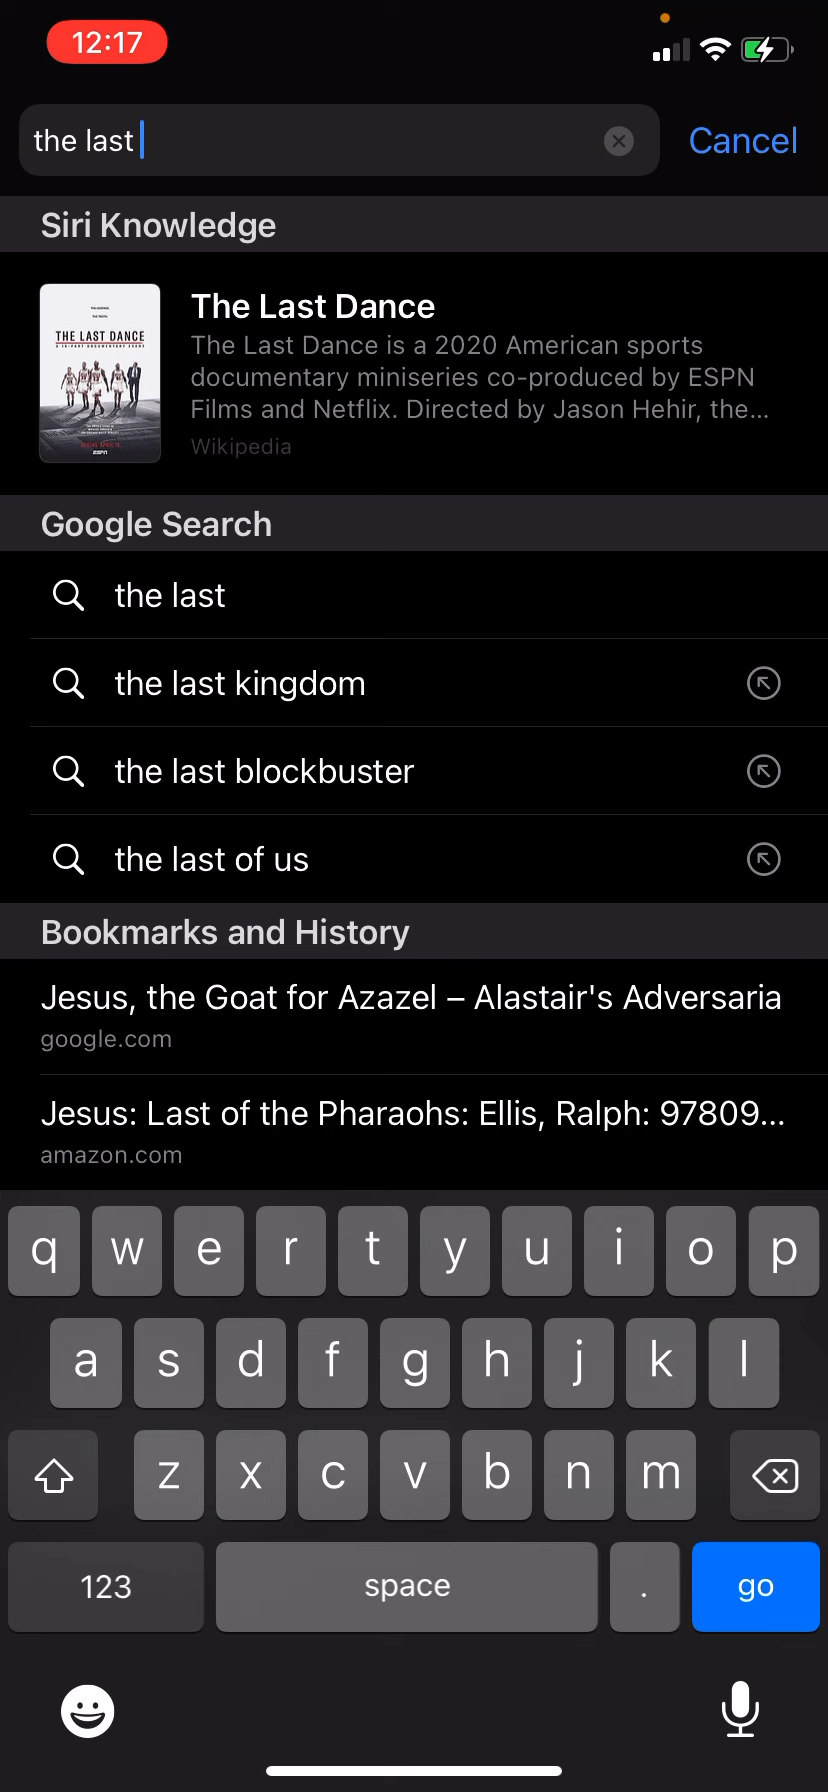 12:17
the last
Cancel
Siri Knowledge
THE LAST DANCE
ESPN
The Last Dance
The Last Dance is a 2020 American sports
documentary miniseries co-produced by ESPN
Films and Netflix. Directed by Jason Hehir, the...
Wikipedia
Google Search
the last
the last kingdom
the last blockbuster
the last of us
Bookmarks and History
Jesus, the Goat for Azazel – Alastair's Adversaria
google.com
Jesus: Last of the Pharaohs: Ellis, Ralph: 97809...
amazon.com
q w e r t y u i o p
a s d f g h j k l
z x c v b n m
123 space . go